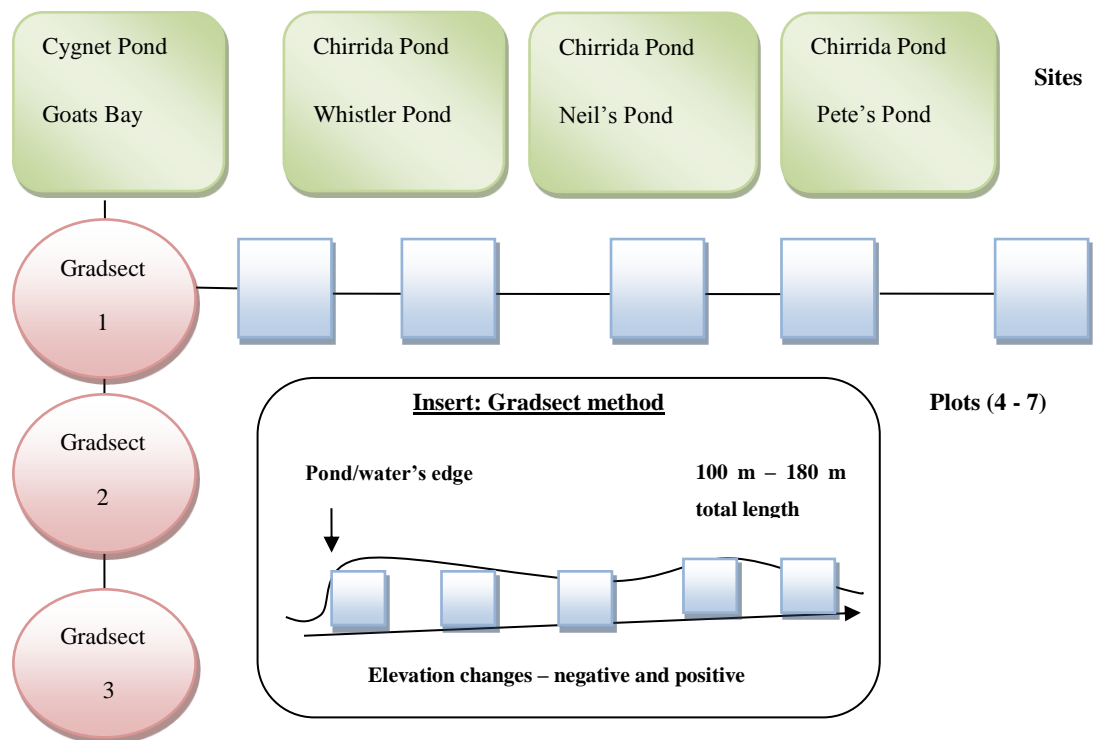 Cygnet Pond
Goats Bay
Chirrida Pond
Whistler Pond
Chirrida Pond
Neil’s Pond
Chirrida Pond
Pete’s Pond
Sites
Gradsect
1
Gradsect
2
Gradsect
3
Plots (4 - 7)
Insert: Gradsect method
Pond/water’s edge
100 m – 180 m
total length
Elevation changes – negative and positive